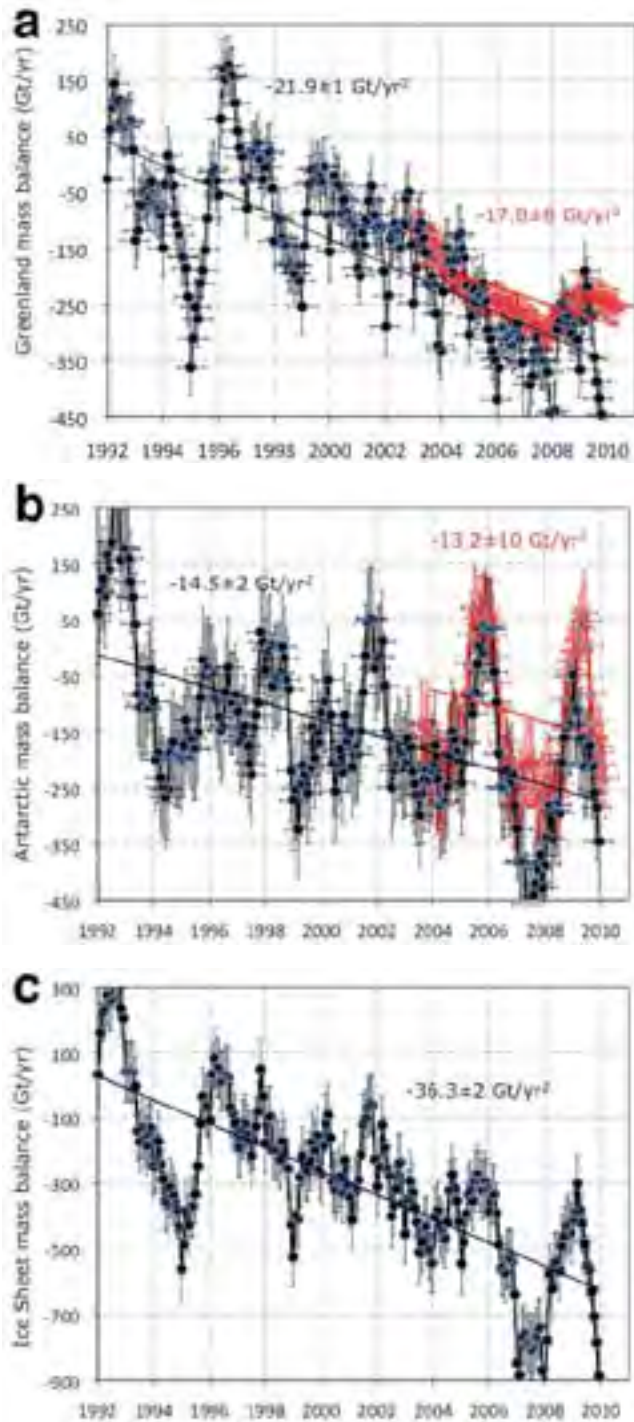 a
Greenland mass balance (Gt/yr)
250
150
50
-50
-150
-250
-350
-450
-21.9±1 Gt/yr²
-17.0±8 Gt/yr²
1992 1994 1996 1998 2000 2002 2004 2006 2008 2010
b
Antarctic mass balance (Gt/yr)
250
150
50
-50
-150
-250
-350
-450
-13.2±10 Gt/yr²
-14.5±2 Gt/yr²
1992 1994 1996 1998 2000 2002 2004 2006 2008 2010
c
Ice Sheet mass balance (Gt/yr)
300
100
-100
-300
-500
-700
-900
-36.3±2 Gt/yr²
1992 1994 1996 1998 2000 2002 2004 2006 2008 2010